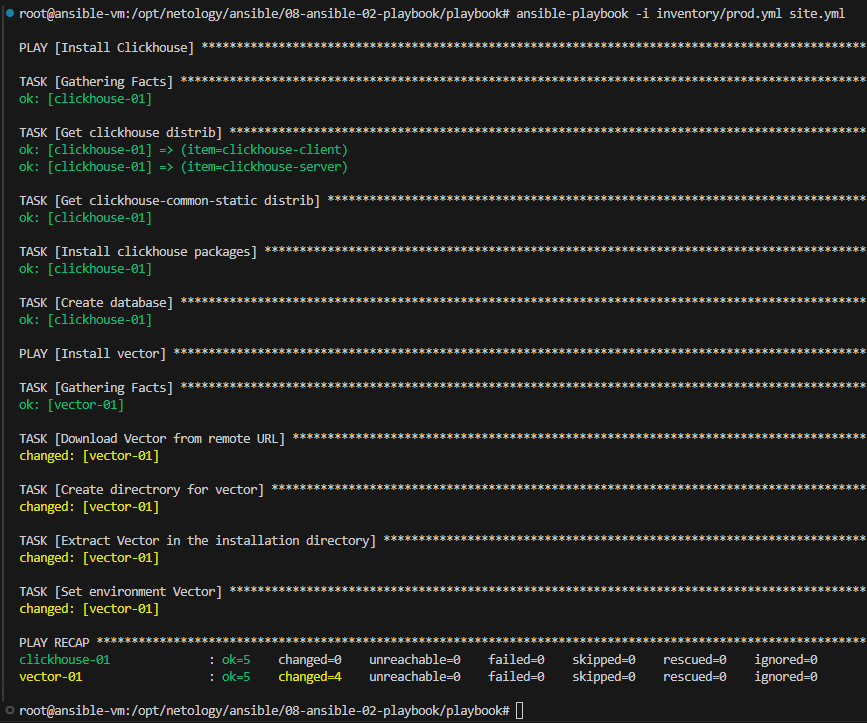 root@ansible-vm:/opt/netology/ansible/08-ansible-02-playbook/playbook# ansible-playbook -i inventory/prod.yml site.yml
PLAY [Install Clickhouse] ***********************************************************************************************
TASK [Gathering Facts] **************************************************************************************************
ok: [clickhouse-01]
TASK [Get clickhouse distrib] *******************************************************************************************
ok: [clickhouse-01] => (item=clickhouse-client)
ok: [clickhouse-01] => (item=clickhouse-server)
TASK [Get clickhouse-common-static distrib] *****************************************************************************
ok: [clickhouse-01]
TASK [Install clickhouse packages] **************************************************************************************
ok: [clickhouse-01]
TASK [Create database] **************************************************************************************************
ok: [clickhouse-01]
PLAY [Install vector] ***************************************************************************************************
TASK [Gathering Facts] **************************************************************************************************
ok: [vector-01]
TASK [Download Vector from remote URL] **********************************************************************************
changed: [vector-01]
TASK [Create directrory for vector] *************************************************************************************
changed: [vector-01]
TASK [Extract Vector in the installation directory] *********************************************************************
changed: [vector-01]
TASK [Set environment Vector] *******************************************************************************************
changed: [vector-01]
PLAY RECAP **************************************************************************************************************
clickhouse-01              : ok=5    changed=0    unreachable=0    failed=0    skipped=0    rescued=0    ignored=0
vector-01                  : ok=5    changed=4    unreachable=0    failed=0    skipped=0    rescued=0    ignored=0
root@ansible-vm:/opt/netology/ansible/08-ansible-02-playbook/playbook#